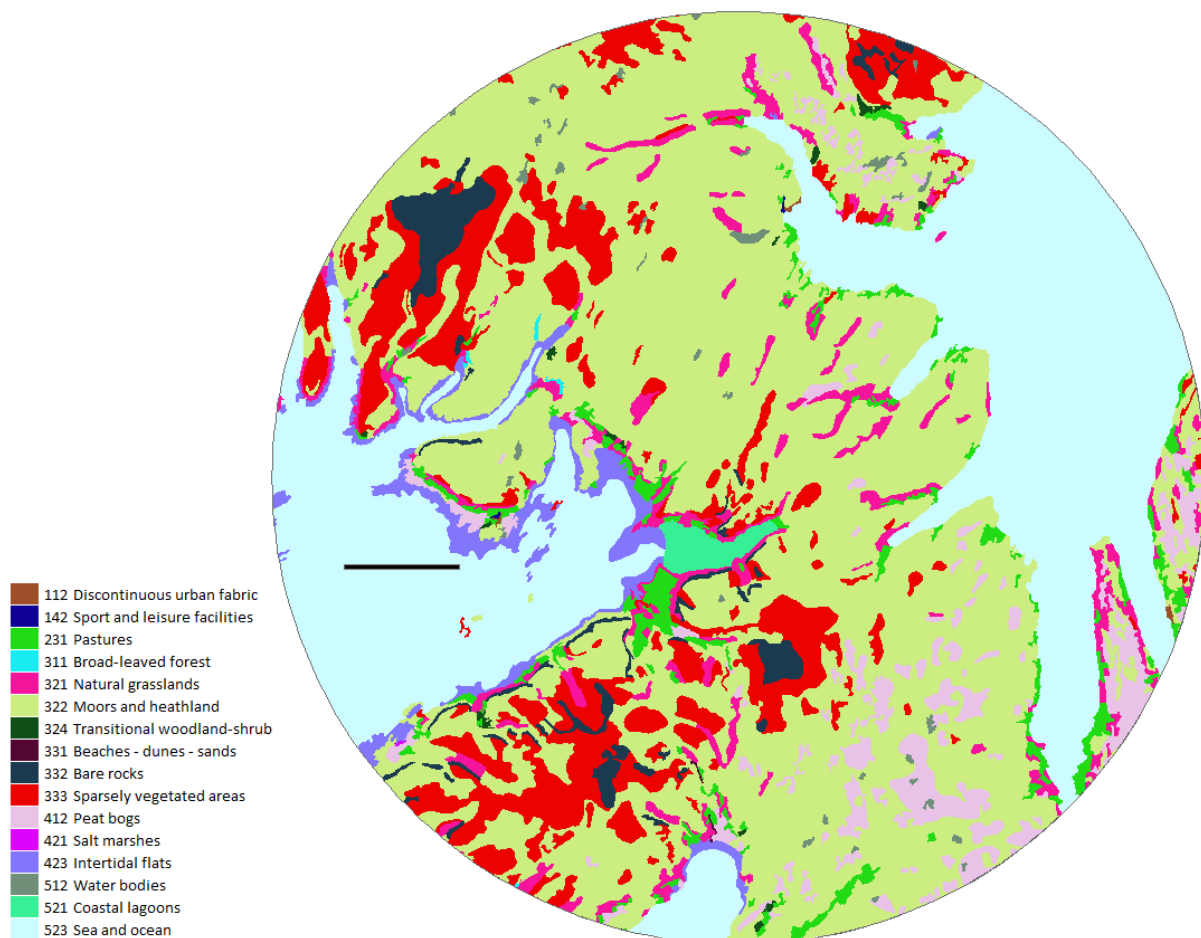 112 Discontinuous urban fabric
142 Sport and leisure facilities
231 Pastures
311 Broad-leaved forest
321 Natural grasslands
322 Moors and heathland
324 Transitional woodland-shrub
331 Beaches - dunes - sands
332 Bare rocks
333 Sparsely vegetated areas
412 Peat bogs
421 Salt marshes
423 Intertidal flats
512 Water bodies
521 Coastal lagoons
523 Sea and ocean